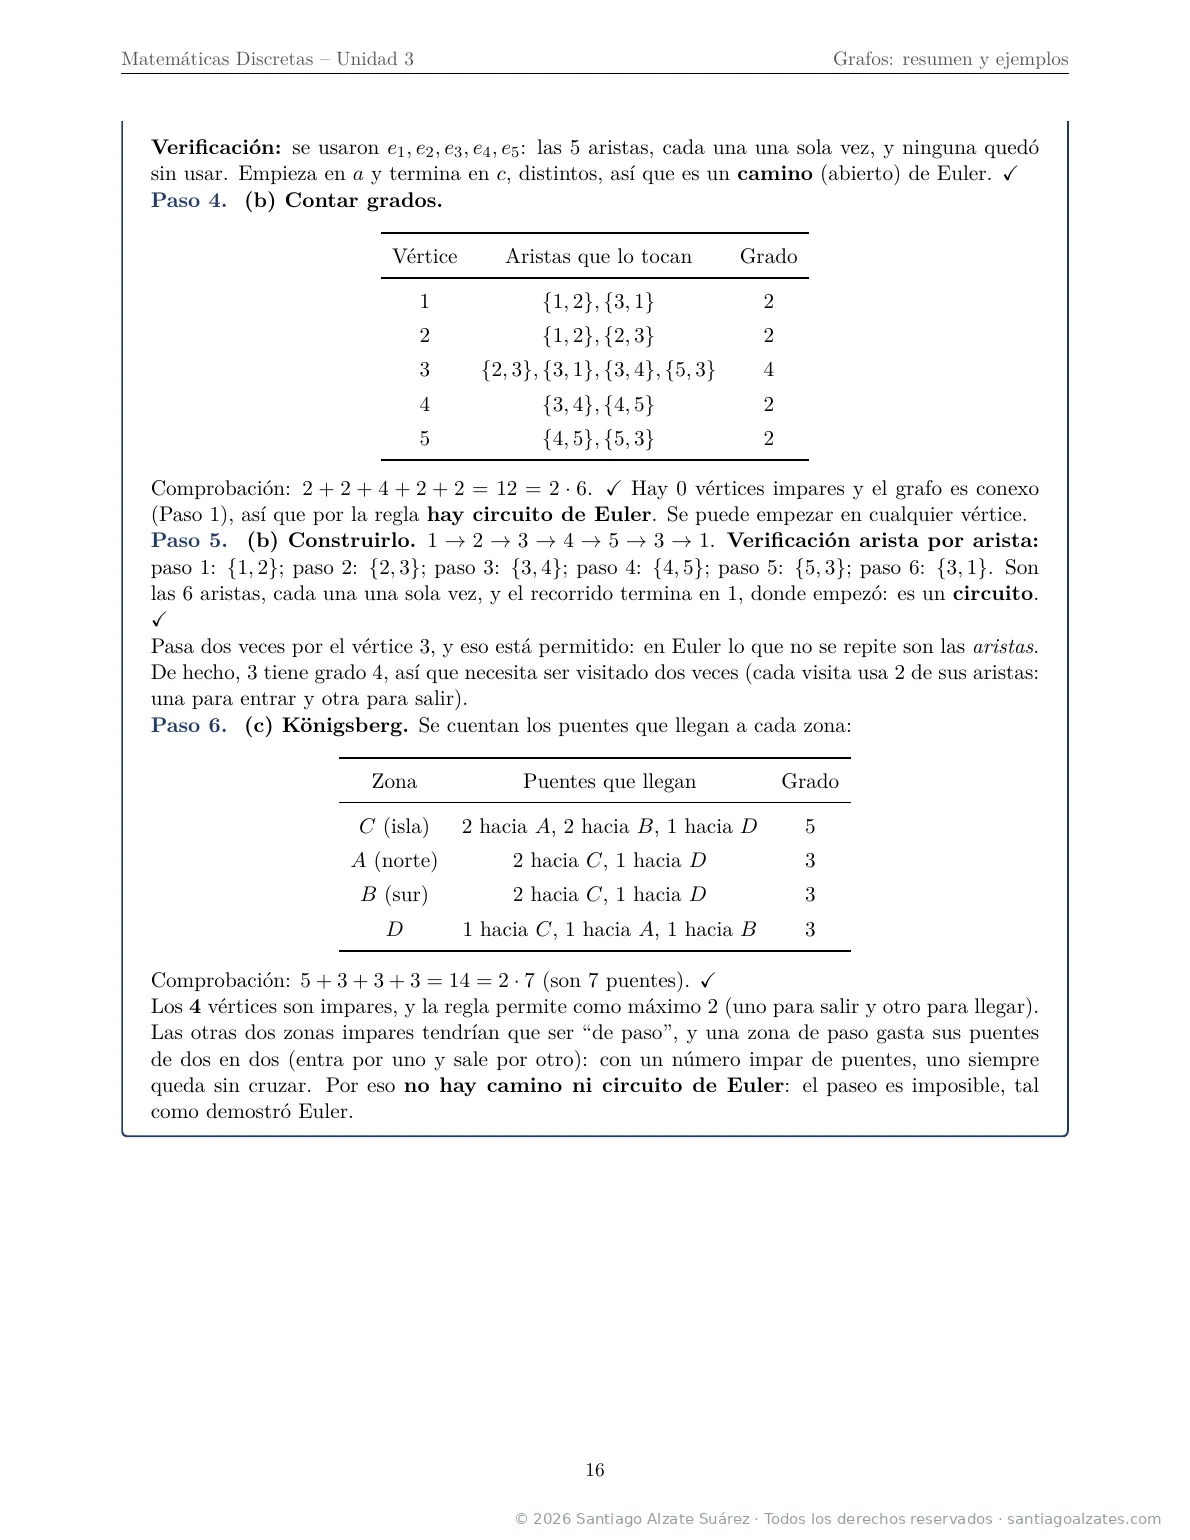 Matemáticas Discretas – Unidad 3
Grafos: resumen y ejemplos
Verificación: se usaron e₁, e₂, e₃, e₄, e₅: las 5 aristas, cada una una sola vez, y ninguna quedó
sin usar. Empieza en a y termina en c, distintos, así que es un camino (abierto) de Euler. ✓
Paso 4. (b) Contar grados.
Vértice Aristas que lo tocan Grado
1 {1, 2}, {3, 1} 2
2 {1, 2}, {2, 3} 2
3 {2, 3}, {3, 1}, {3, 4}, {5, 3} 4
4 {3, 4}, {4, 5} 2
5 {4, 5}, {5, 3} 2
Comprobación: 2 + 2 + 4 + 2 + 2 = 12 = 2 · 6. ✓ Hay 0 vértices impares y el grafo es conexo
(Paso 1), así que por la regla hay circuito de Euler. Se puede empezar en cualquier vértice.
Paso 5. (b) Construirlo. 1 → 2 → 3 → 4 → 5 → 3 → 1. Verificación arista por arista:
paso 1: {1, 2}; paso 2: {2, 3}; paso 3: {3, 4}; paso 4: {4, 5}; paso 5: {5, 3}; paso 6: {3, 1}. Son
las 6 aristas, cada una una sola vez, y el recorrido termina en 1, donde empezó: es un circuito.
✓
Pasa dos veces por el vértice 3, y eso está permitido: en Euler lo que no se repite son las aristas.
De hecho, 3 tiene grado 4, así que necesita ser visitado dos veces (cada visita usa 2 de sus aristas:
una para entrar y otra para salir).
Paso 6. (c) Königsberg. Se cuentan los puentes que llegan a cada zona:
Zona Puentes que llegan Grado
C (isla) 2 hacia A, 2 hacia B, 1 hacia D 5
A (norte) 2 hacia C, 1 hacia D 3
B (sur) 2 hacia C, 1 hacia D 3
D 1 hacia C, 1 hacia A, 1 hacia B 3
Comprobación: 5 + 3 + 3 + 3 = 14 = 2 · 7 (son 7 puentes). ✓
Los 4 vértices son impares, y la regla permite como máximo 2 (uno para salir y otro para llegar).
Las otras dos zonas impares tendrían que ser “de paso”, y una zona de paso gasta sus puentes
de dos en dos (entra por uno y sale por otro): con un número impar de puentes, uno siempre
queda sin cruzar. Por eso no hay camino ni circuito de Euler: el paseo es imposible, tal
como demostró Euler.
16
© 2026 Santiago Alzate Suárez · Todos los derechos reservados · santiagoalzates.com